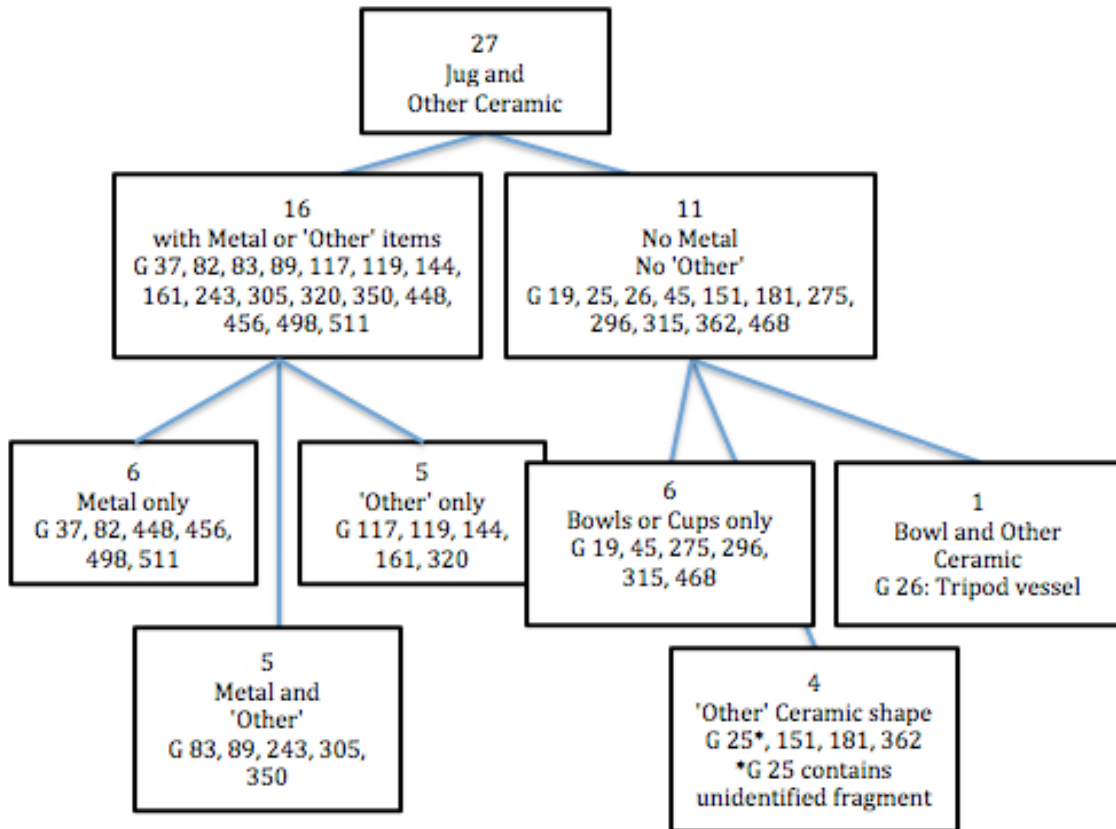 27
Jug and
Other Ceramic
16
with Metal or 'Other' items
G 37, 82, 83, 89, 117, 119, 144,
161, 243, 305, 320, 350, 448,
456, 498, 511
11
No Metal
No 'Other'
G 19, 25, 26, 45, 151, 181, 275,
296, 315, 362, 468
6
Metal only
G 37, 82, 448, 456,
498, 511
5
'Other' only
G 117, 119, 144,
161, 320
6
Bowls or Cups only
G 19, 45, 275, 296,
315, 468
1
Bowl and Other
Ceramic
G 26: Tripod vessel
5
Metal and
'Other'
G 83, 89, 243, 305,
350
4
'Other' Ceramic shape
G 25*, 151, 181, 362
*G 25 contains
unidentified fragment